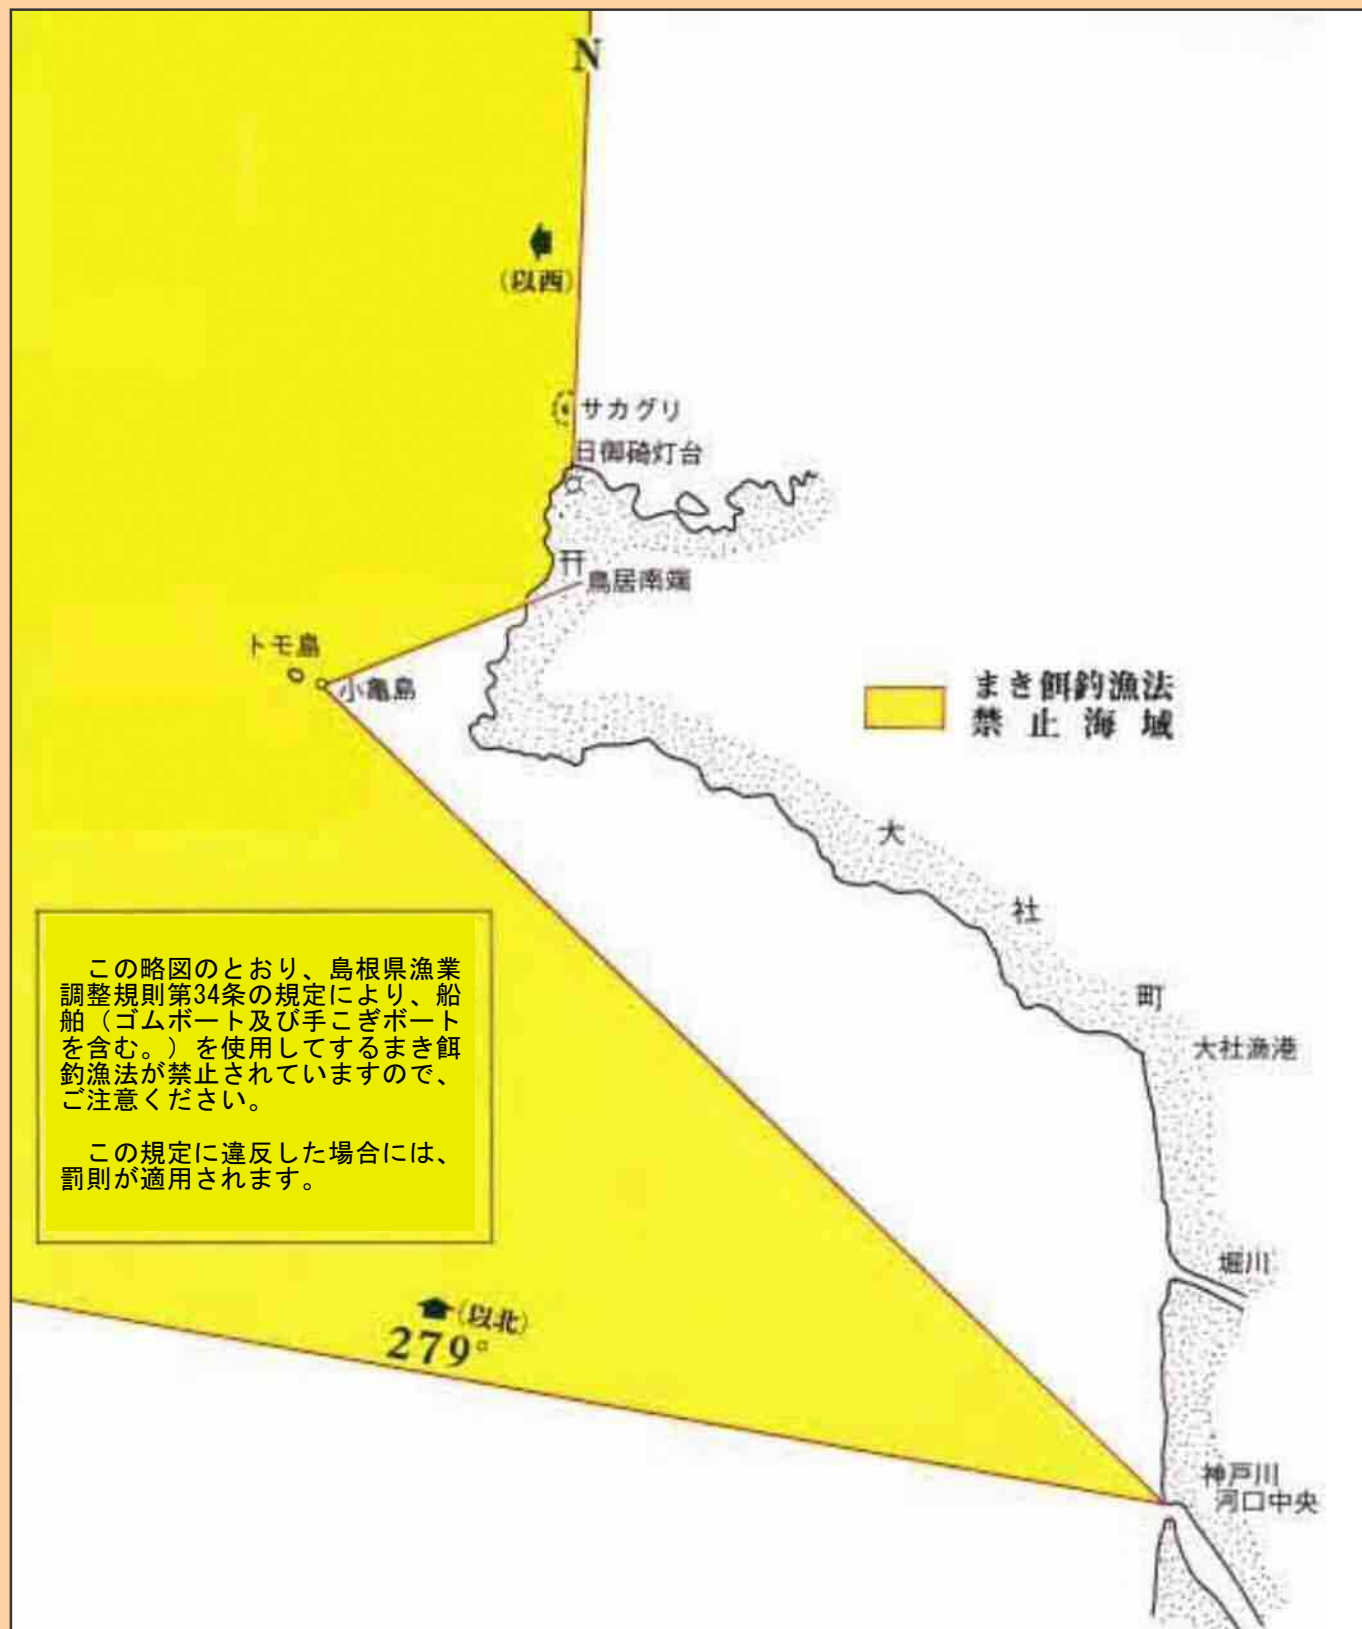 N
(以西)
サカグリ
日御碕灯台
鳥居南端
トモ島
小亀島
まき餌釣漁法
禁止海域
大
社
町
大社漁港
この略図のとおり、島根県漁業
調整規則第34条の規定により、船
舶（ゴムボート及び手こぎボート
を含む。）を使用してするまき餌
釣漁法が禁止されていますので、
ご注意ください。
この規定に違反した場合には、
罰則が適用されます。
堀川
(以北)
279°
神戸川
河口中央